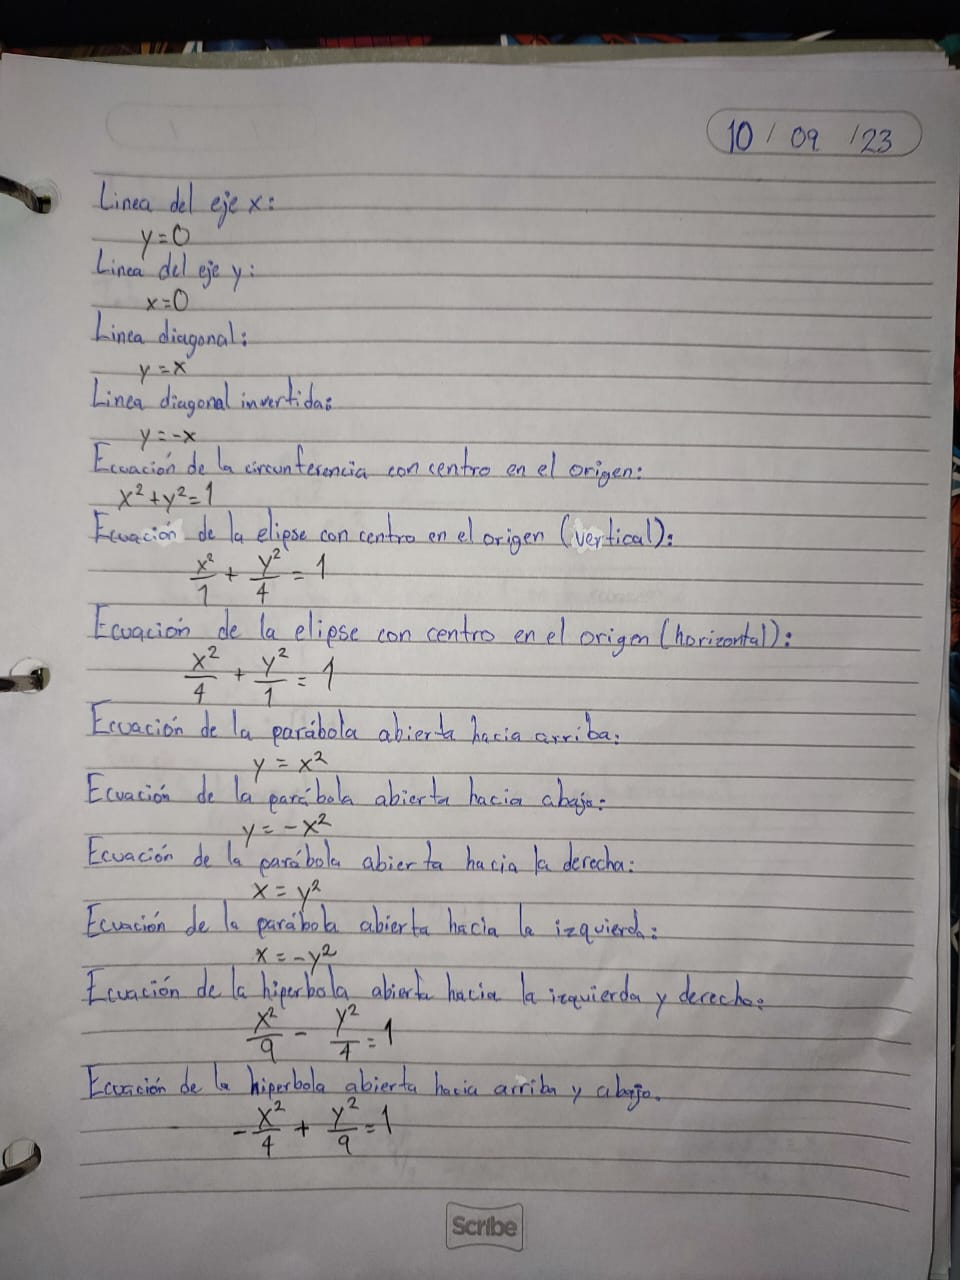 10 / 09 / 23
Linea del eje x:
y=0
Linea del eje y:
x=0
Linea diagonal:
y=x
Linea diagonal invertida:
y=-x
Ecuación de la circunferencia con centro en el origen:
x²+y²=1
Ecuación de la elipse con centro en el origen (vertical):
x²/1 + y²/4 = 1
Ecuación de la elipse con centro en el origen (horizontal):
x²/4 + y²/1 = 1
Ecuación de la parábola abierta hacia arriba:
y = x²
Ecuación de la parábola abierta hacia abajo:
y = -x²
Ecuación de la parábola abierta hacia la derecha:
x = y²
Ecuación de la parábola abierta hacia la izquierda:
x = -y²
Ecuación de la hiperbola abierta hacia la izquierda y derecha:
x²/9 - y²/4 = 1
Ecuación de la hiperbola abierta hacia arriba y abajo.
-x²/4 + y²/9 = 1
Scribe